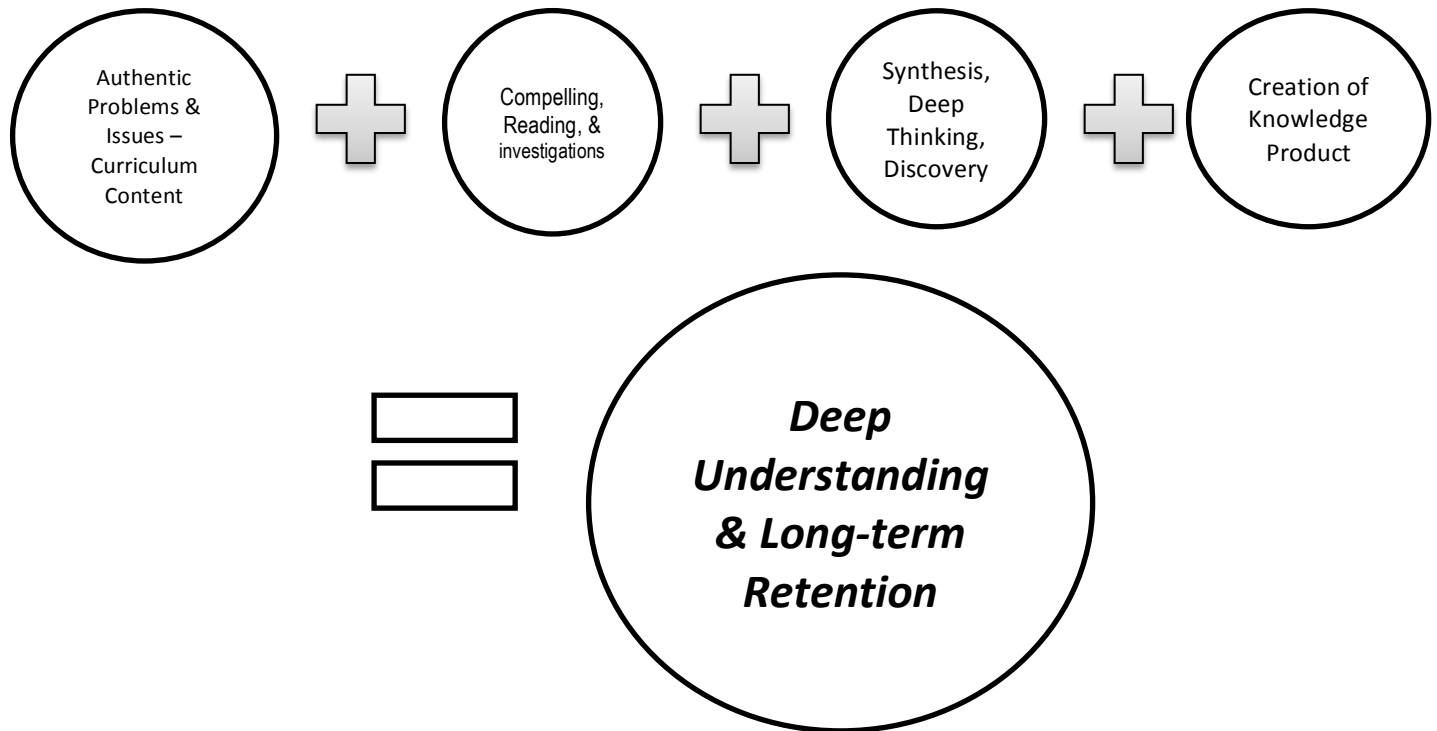 Authentic
Problems &
Issues –
Curriculum
Content
Compelling,
Reading, &
investigations
Synthesis,
Deep
Thinking,
Discovery
Creation of
Knowledge
Product
Deep
Understanding
& Long-term
Retention